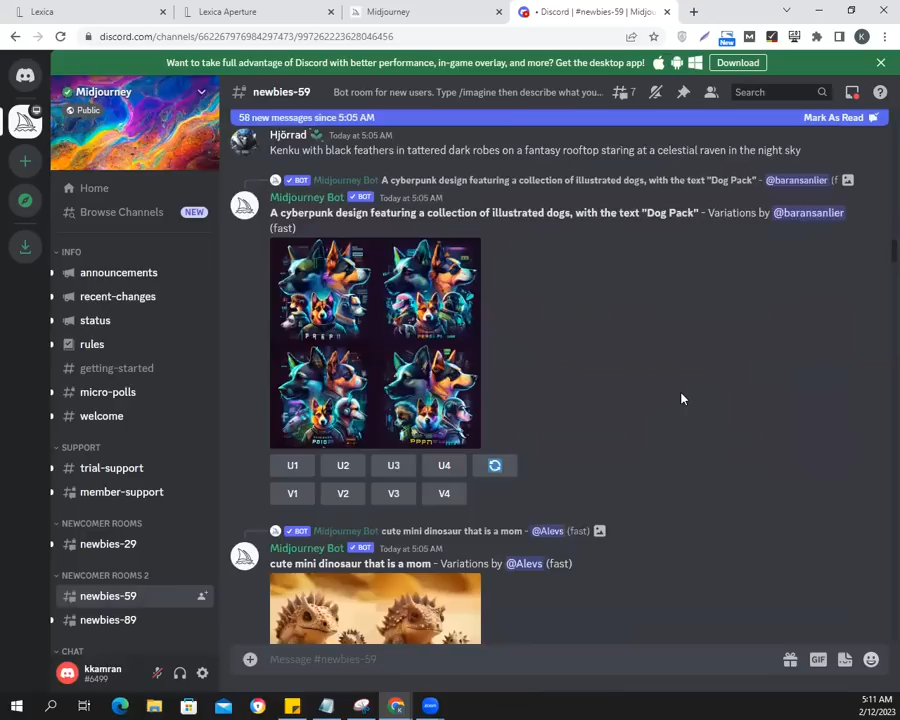 Lexica
Lexica Aperture
Midjourney
• Discord | #newbies-59 | Midjou
discord.com/channels/662267976984297473/997262223628046456
New
K
Want to take full advantage of Discord with better performance, in-game overlay, and more? Get the desktop app!
Download
Midjourney
Public
# newbies-59
Bot room for new users. Type /imagine then describe what you...
7
Search
58 new messages since 5:05 AM
Mark As Read
Home
Browse Channels
NEW
INFO
announcements
recent-changes
status
rules
getting-started
micro-polls
welcome
SUPPORT
trial-support
member-support
NEWCOMER ROOMS
newbies-29
NEWCOMER ROOMS 2
newbies-59
newbies-89
CHAT
kkamran
#6499
Hjörrad Today at 5:05 AM
Kenku with black feathers in tattered dark robes on a fantasy rooftop staring at a celestial raven in the night sky
✓ BOT Midjourney Bot A cyberpunk design featuring a collection of illustrated dogs, with the text "Dog Pack" - @baransanlier (f
Midjourney Bot ✓ BOT Today at 5:05 AM
A cyberpunk design featuring a collection of illustrated dogs, with the text "Dog Pack" - Variations by @baransanlier
(fast)
U1 U2 U3 U4
V1 V2 V3 V4
✓ BOT Midjourney Bot cute mini dinosaur that is a mom - @Alevs (fast)
Midjourney Bot ✓ BOT Today at 5:05 AM
cute mini dinosaur that is a mom - Variations by @Alevs (fast)
Message #newbies-59
GIF
zoom
5:11 AM
2/12/2023